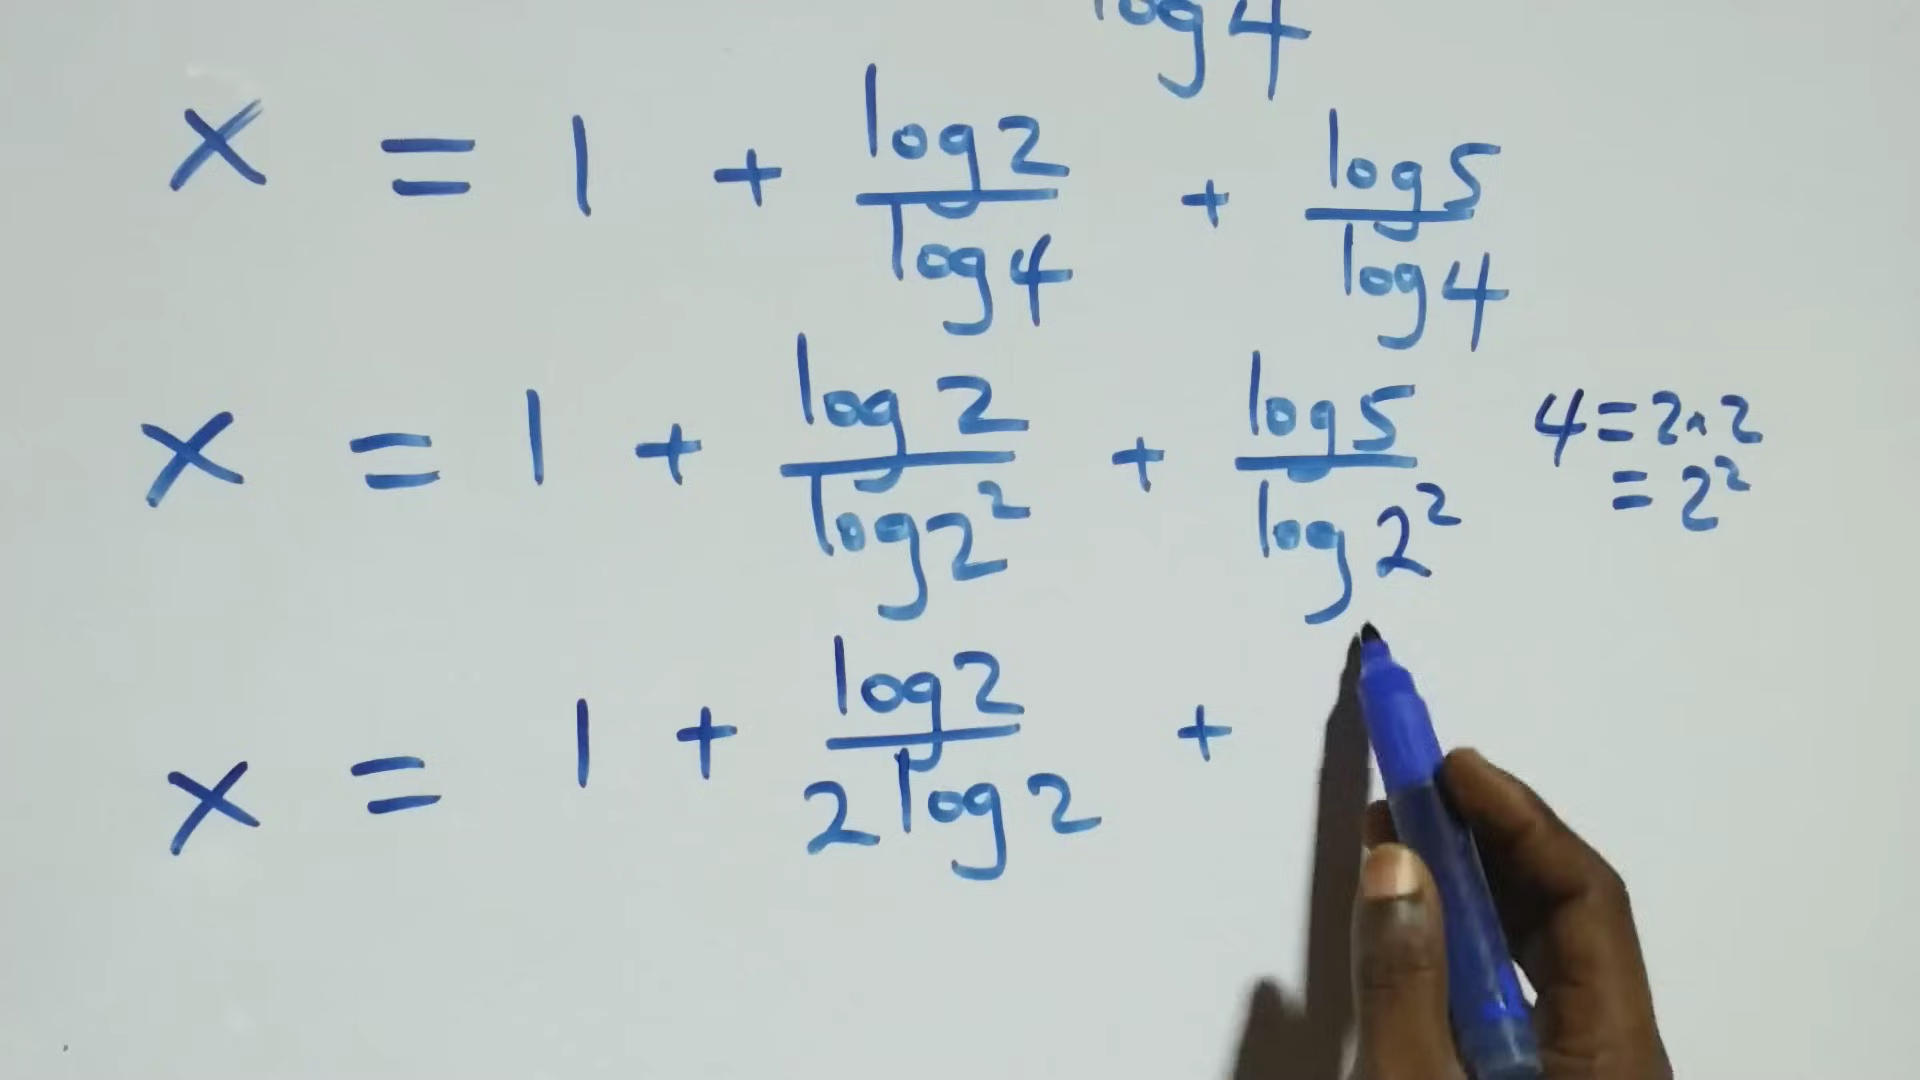 log 4
x = 1 + log 2 / log 4 + log 5 / log 4
x = 1 + log 2 / log 2² + log 5 / log 2²
4 = 2 × 2
= 2²
x = 1 + log 2 / 2 log 2 +